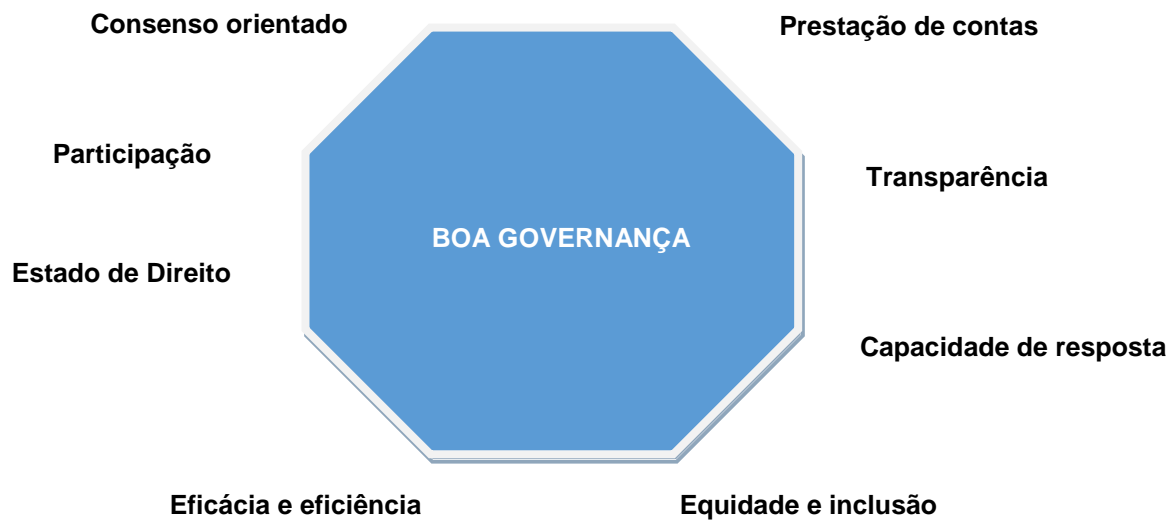 Consenso orientado
Prestação de contas
Participação
Transparência
BOA GOVERNANÇA
Estado de Direito
Capacidade de resposta
Eficácia e eficiência
Equidade e inclusão